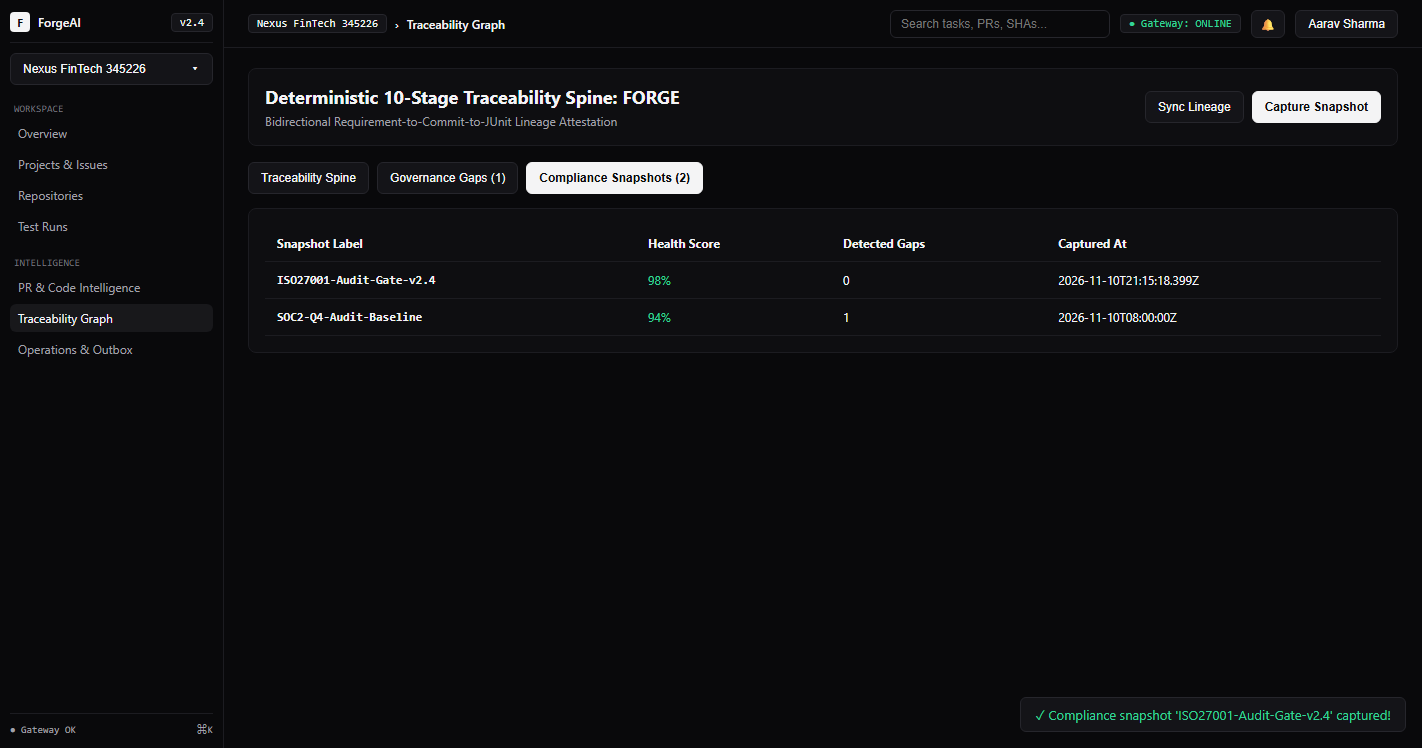 F ForgeAI v2.4
Nexus FinTech 345226
WORKSPACE
Overview
Projects & Issues
Repositories
Test Runs
INTELLIGENCE
PR & Code Intelligence
Traceability Graph
Operations & Outbox
● Gateway OK ⌘K
Nexus FinTech 345226 › Traceability Graph
Search tasks, PRs, SHAs...
● Gateway: ONLINE
Aarav Sharma
Deterministic 10-Stage Traceability Spine: FORGE
Bidirectional Requirement-to-Commit-to-JUnit Lineage Attestation
Sync Lineage
Capture Snapshot
Traceability Spine
Governance Gaps (1)
Compliance Snapshots (2)
Snapshot Label Health Score Detected Gaps Captured At
ISO27001-Audit-Gate-v2.4 98% 0 2026-11-10T21:15:18.399Z
SOC2-Q4-Audit-Baseline 94% 1 2026-11-10T08:00:00Z
✓ Compliance snapshot 'ISO27001-Audit-Gate-v2.4' captured!